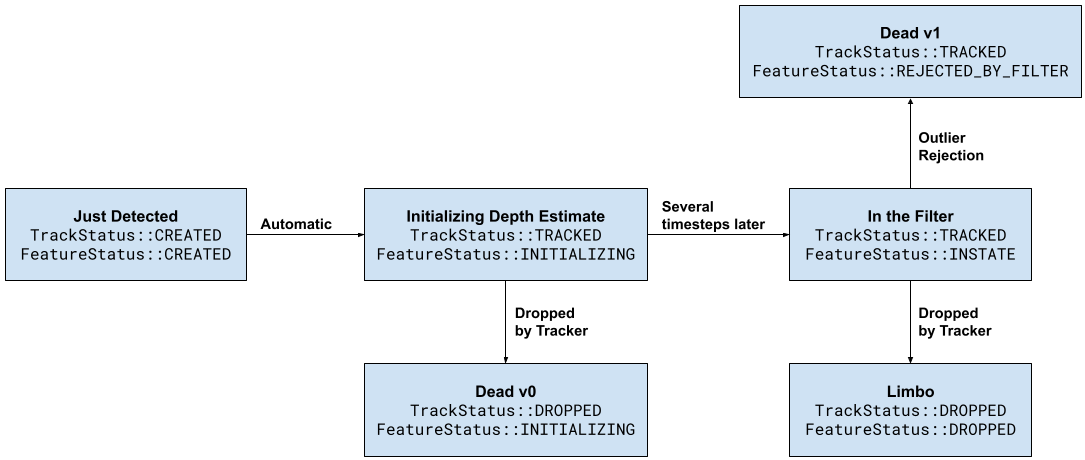 Dead v1
TrackStatus::TRACKED
FeatureStatus::REJECTED_BY_FILTER
Outlier
Rejection
Just Detected
TrackStatus::CREATED
FeatureStatus::CREATED
Automatic
Initializing Depth Estimate
TrackStatus::TRACKED
FeatureStatus::INITIALIZING
Several
timesteps later
In the Filter
TrackStatus::TRACKED
FeatureStatus::INSTATE
Dropped
by Tracker
Dropped
by Tracker
Dead v0
TrackStatus::DROPPED
FeatureStatus::INITIALIZING
Limbo
TrackStatus::DROPPED
FeatureStatus::DROPPED